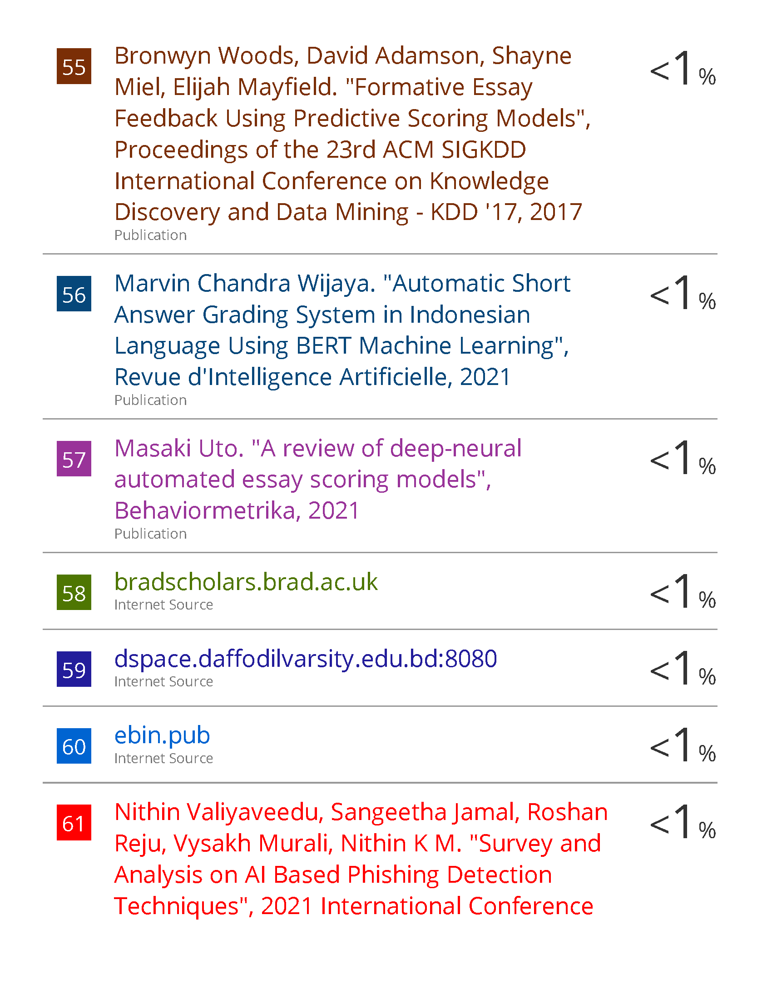 55
Bronwyn Woods, David Adamson, Shayne
Miel, Elijah Mayfield. "Formative Essay
Feedback Using Predictive Scoring Models",
Proceedings of the 23rd ACM SIGKDD
International Conference on Knowledge
Discovery and Data Mining - KDD '17, 2017
Publication
<1%
56
Marvin Chandra Wijaya. "Automatic Short
Answer Grading System in Indonesian
Language Using BERT Machine Learning",
Revue d'Intelligence Artificielle, 2021
Publication
<1%
57
Masaki Uto. "A review of deep-neural
automated essay scoring models",
Behaviormetrika, 2021
Publication
<1%
58
bradscholars.brad.ac.uk
Internet Source
<1%
59
dspace.daffodilvarsity.edu.bd:8080
Internet Source
<1%
60
ebin.pub
Internet Source
<1%
61
Nithin Valiyaveedu, Sangeetha Jamal, Roshan
Reju, Vysakh Murali, Nithin K M. "Survey and
Analysis on AI Based Phishing Detection
Techniques", 2021 International Conference
<1%